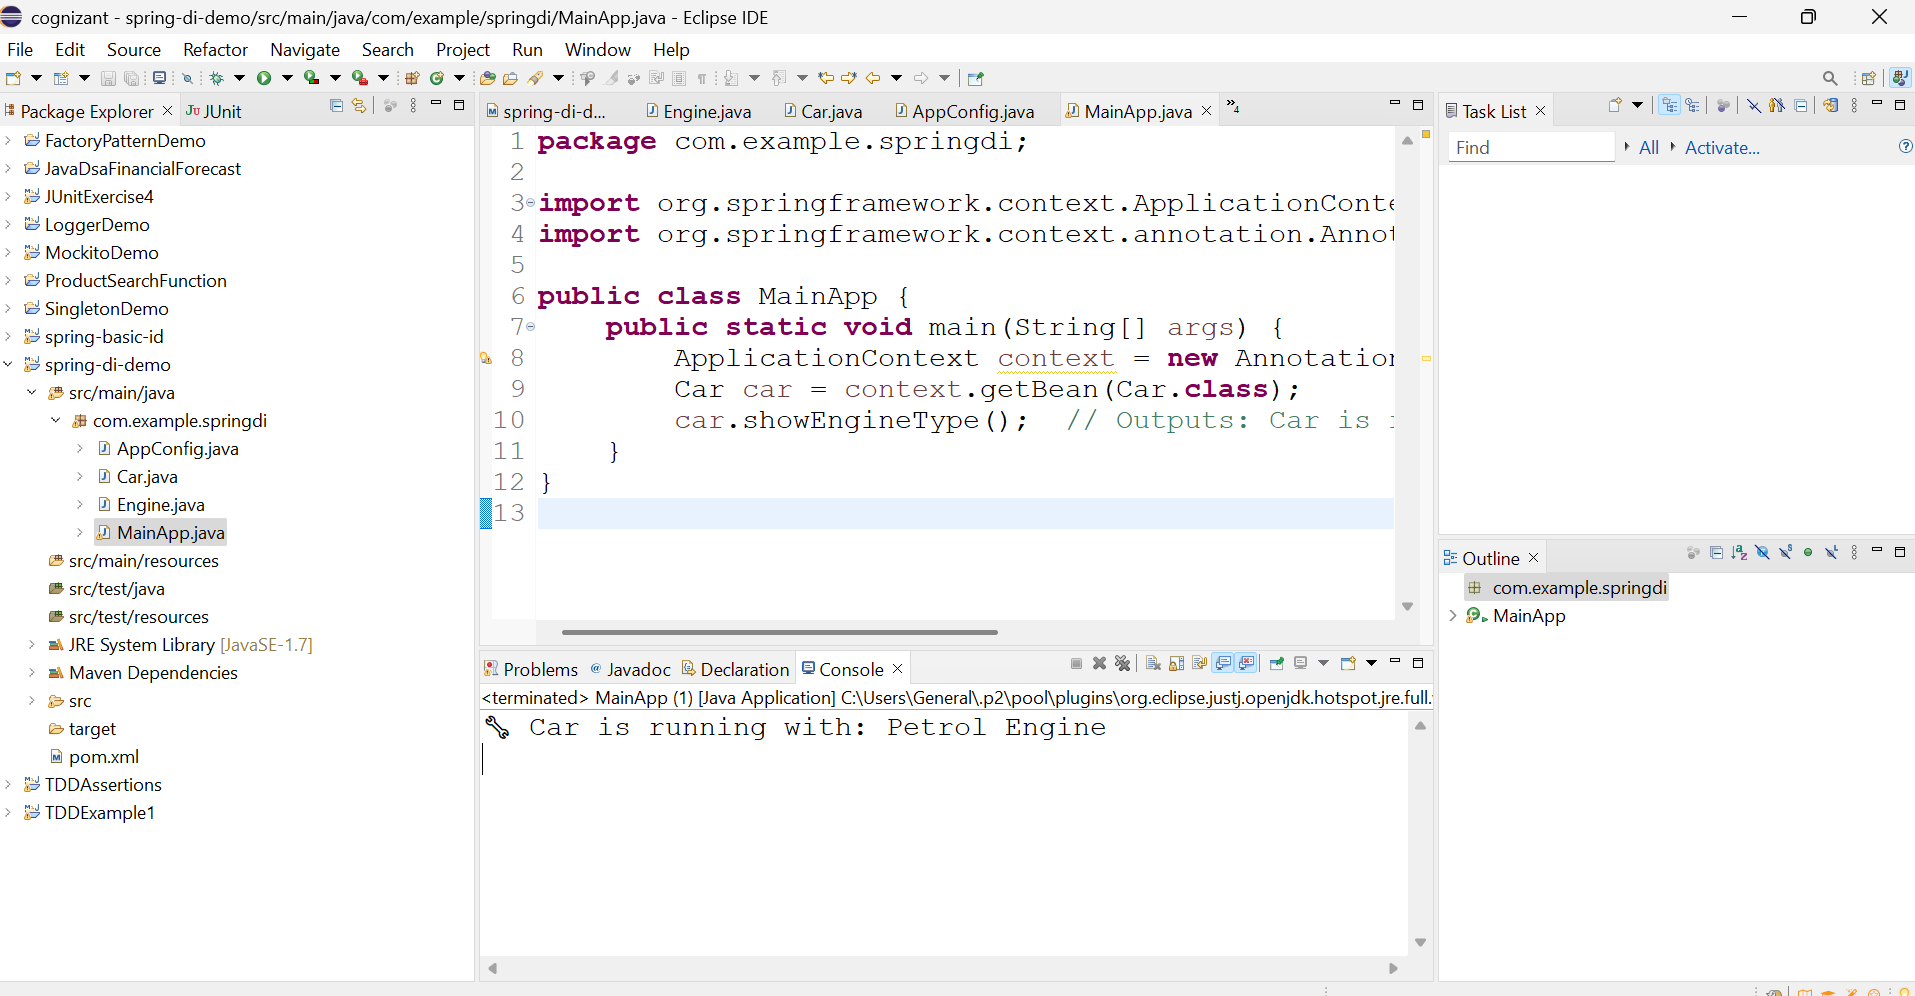 cognizant - spring-di-demo/src/main/java/com/example/springdi/MainApp.java - Eclipse IDE
File Edit Source Refactor Navigate Search Project Run Window Help
Package Explorer
JUnit
FactoryPatternDemo
JavaDsaFinancialForecast
JUnitExercise4
LoggerDemo
MockitoDemo
ProductSearchFunction
SingletonDemo
spring-basic-id
spring-di-demo
src/main/java
com.example.springdi
AppConfig.java
Car.java
Engine.java
MainApp.java
src/main/resources
src/test/java
src/test/resources
JRE System Library [JavaSE-1.7]
Maven Dependencies
src
target
pom.xml
TDDAssertions
TDDExample1
spring-di-d... Engine.java Car.java AppConfig.java MainApp.java »4
1 package com.example.springdi;
2
3 import org.springframework.context.ApplicationConte
4 import org.springframework.context.annotation.Annot
5
6 public class MainApp {
7 public static void main(String[] args) {
8 ApplicationContext context = new Annotation
9 Car car = context.getBean(Car.class);
10 car.showEngineType(); // Outputs: Car is
11 }
12 }
13
Problems @ Javadoc Declaration Console
<terminated> MainApp (1) [Java Application] C:\Users\General\.p2\pool\plugins\org.eclipse.justj.openjdk.hotspot.jre.full.
Car is running with: Petrol Engine
Task List
Find All Activate...
Outline
com.example.springdi
MainApp